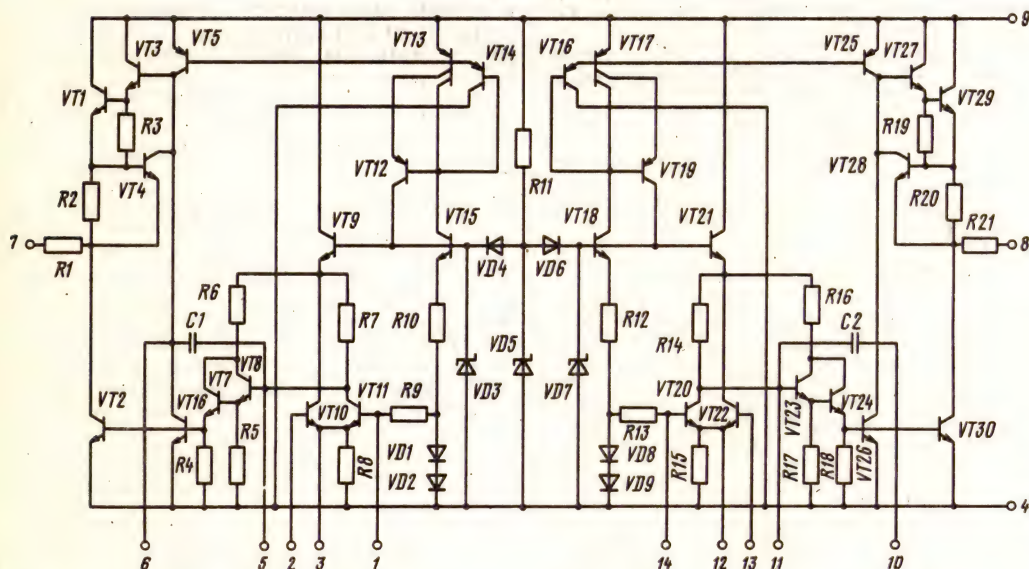 VT3 VT5 VT13 VT14 VT16 VT17 VT25 VT27 9
VT1 VT29
R3 R19
VT12 R11 VT19 VT28
R2 VT4 R20
VT9 VT15 VT18 VT21 R21
7 8
R1 VD4 VD6
R6 R16
C1 R7 R10 R12 C2
VD5 R14
VT8
VT7 VD3 VD7
VT2 VT16 VT11 R9 VT20 VT24
VT10 R13 VT22 VT23 VT30
R5 VD1 VD8
R4 R8 VD2 VD9 R15 R17 R18 VT26
4
6 5 2 3 1 14 12 13 11 10